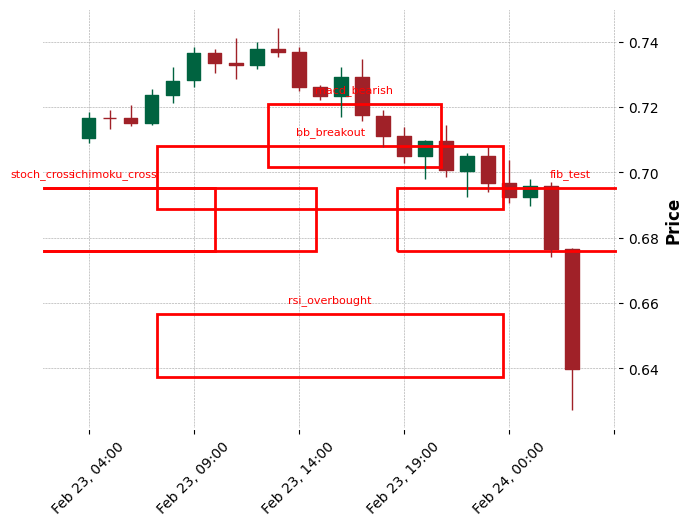 0.74
0.72
0.70
0.68
0.66
0.64
Price
macd_bearish
bb_breakout
stoch_cross
ichimoku_cross
fib_test
rsi_overbought
Feb 23, 04:00
Feb 23, 09:00
Feb 23, 14:00
Feb 23, 19:00
Feb 24, 00:00